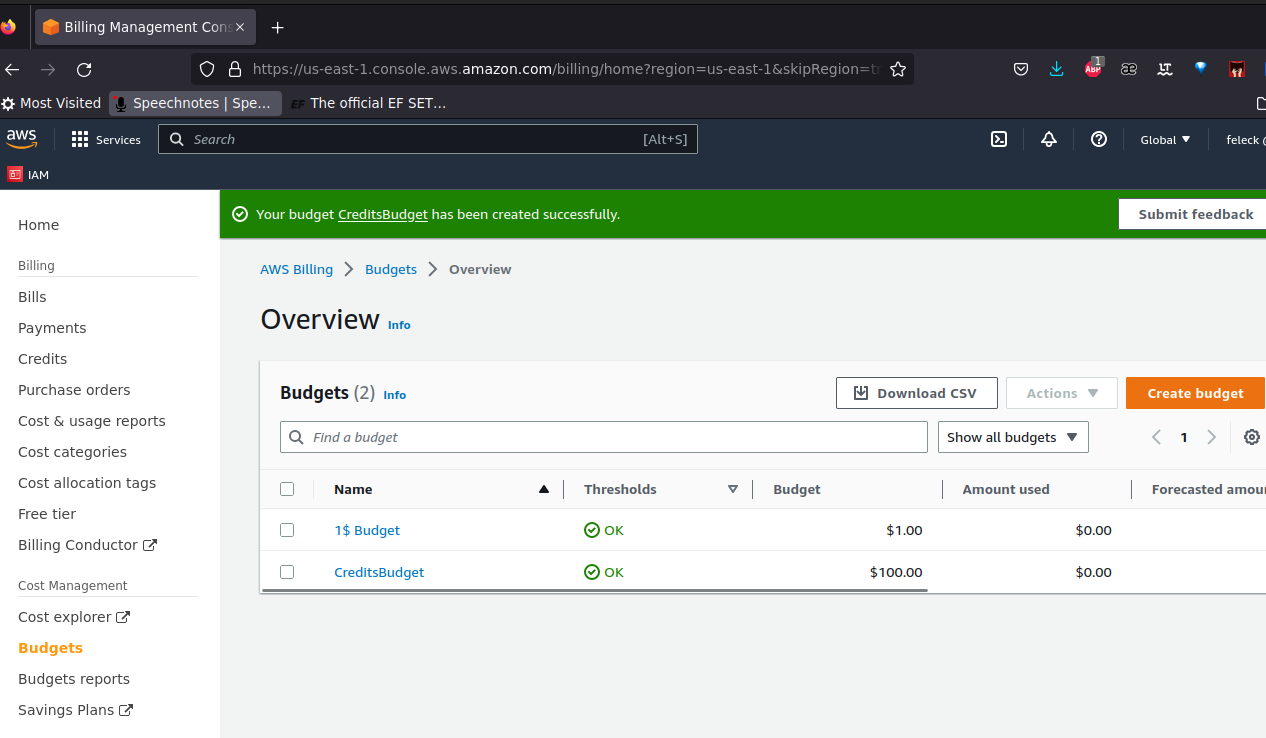 Billing Management Cons
https://us-east-1.console.aws.amazon.com/billing/home?region=us-east-1&skipRegion=tr
ABP 1
Most Visited Speechnotes | Spe... EF The official EF SET...
aws Services Search [Alt+S] Global feleck @
IAM
Your budget CreditsBudget has been created successfully. Submit feedback
Home
Billing
Bills
Payments
Credits
Purchase orders
Cost & usage reports
Cost categories
Cost allocation tags
Free tier
Billing Conductor
Cost Management
Cost explorer
Budgets
Budgets reports
Savings Plans
AWS Billing Budgets Overview
Overview Info
Budgets (2) Info Download CSV Actions Create budget
Find a budget Show all budgets 1
Name Thresholds Budget Amount used Forecasted amou
1$ Budget OK $1.00 $0.00
CreditsBudget OK $100.00 $0.00